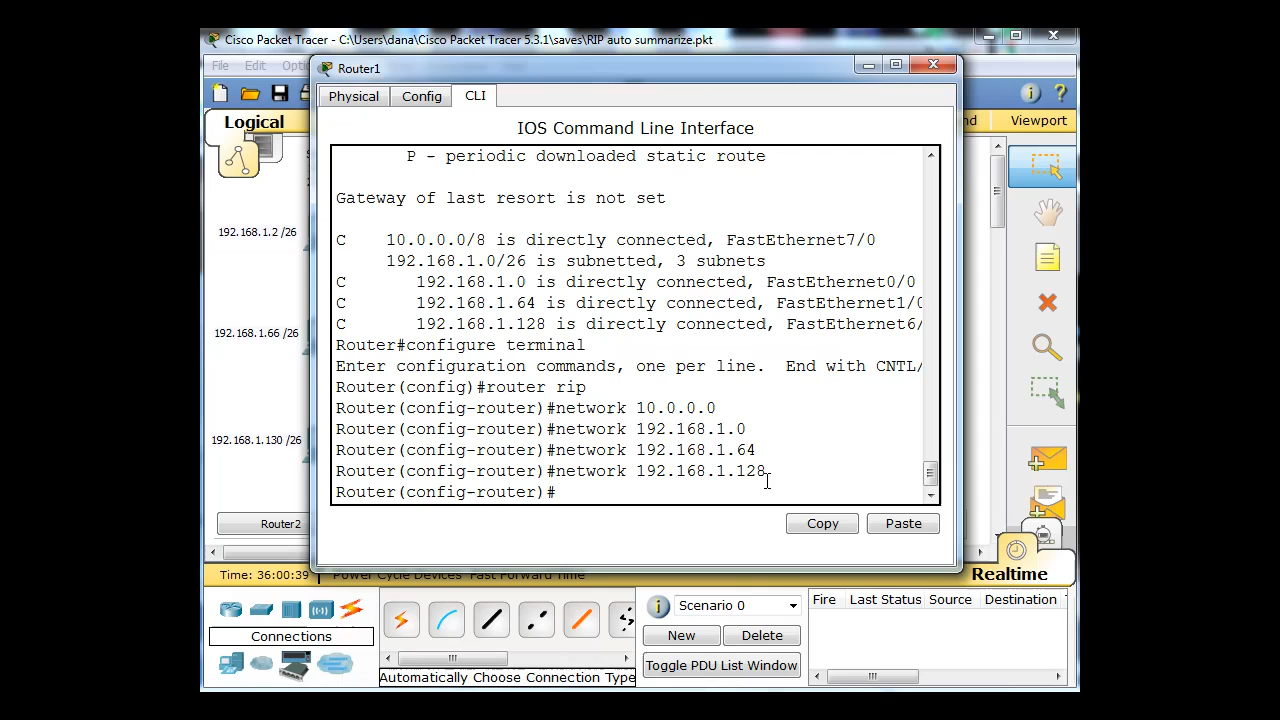 Cisco Packet Tracer - C:\Users\dana\Cisco Packet Tracer 5.3.1\saves\RIP auto summarize.pkt
File Edit Opti
Router1
Physical Config CLI
Logical
nd Viewport
IOS Command Line Interface
P - periodic downloaded static route
Gateway of last resort is not set
C 10.0.0.0/8 is directly connected, FastEthernet7/0
192.168.1.0/26 is subnetted, 3 subnets
C 192.168.1.0 is directly connected, FastEthernet0/0
C 192.168.1.64 is directly connected, FastEthernet1/0
C 192.168.1.128 is directly connected, FastEthernet6/
Router#configure terminal
Enter configuration commands, one per line. End with CNTL/
Router(config)#router rip
Router(config-router)#network 10.0.0.0
Router(config-router)#network 192.168.1.0
Router(config-router)#network 192.168.1.64
Router(config-router)#network 192.168.1.128
Router(config-router)#
192.168.1.2 /26
192.168.1.66 /26
192.168.1.130 /26
Router2
Copy Paste
Time: 36:00:39 Power Cycle Devices Fast Forward Time
Realtime
Connections
Automatically Choose Connection Type
Scenario 0
New Delete
Toggle PDU List Window
Fire Last Status Source Destination